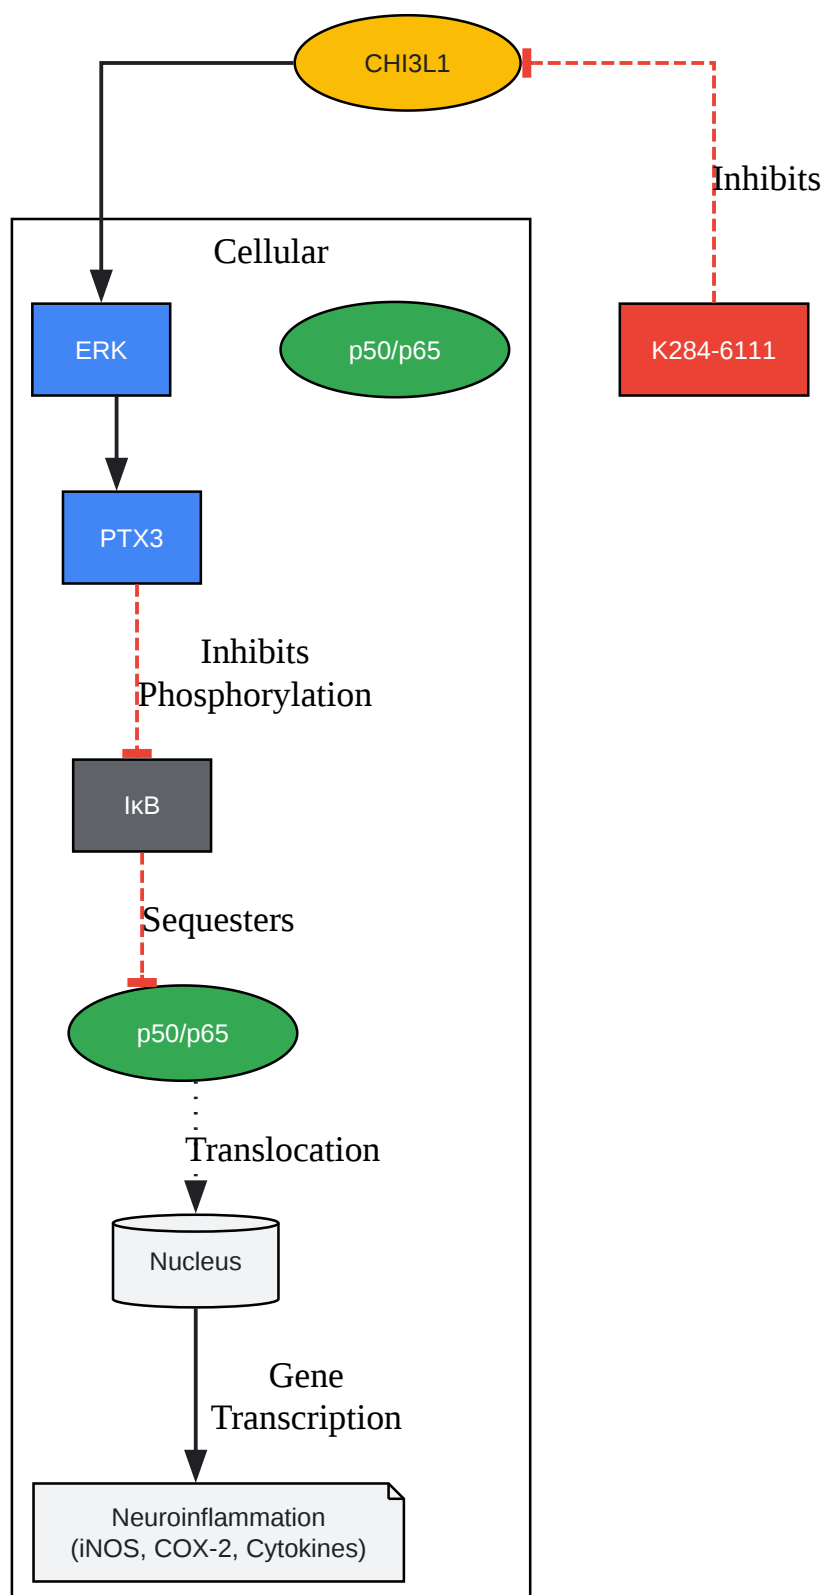 CHI3L1
Inhibits
Cellular
ERK
p50/p65
K284-6111
PTX3
Inhibits
Phosphorylation
IκB
Sequesters
p50/p65
Translocation
Nucleus
Gene
Transcription
Neuroinflammation
(iNOS, COX-2, Cytokines)